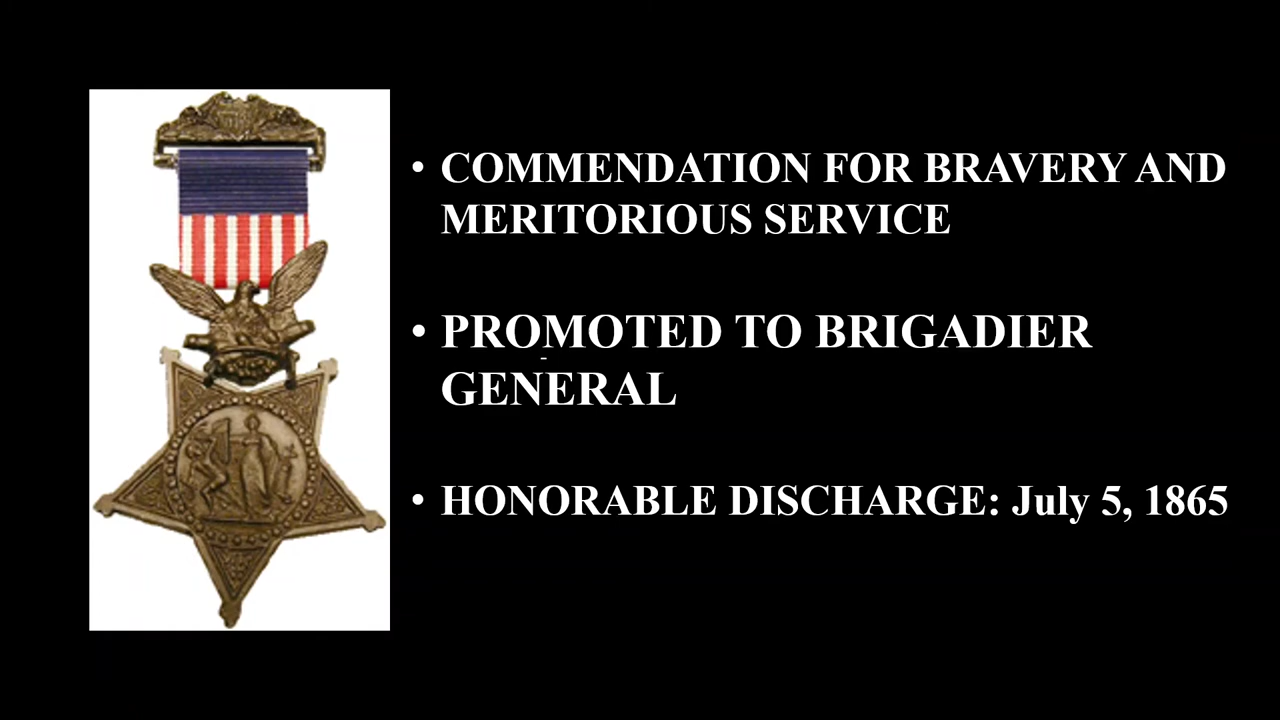 • COMMENDATION FOR BRAVERY AND
MERITORIOUS SERVICE
• PROMOTED TO BRIGADIER
GENERAL
• HONORABLE DISCHARGE: July 5, 1865